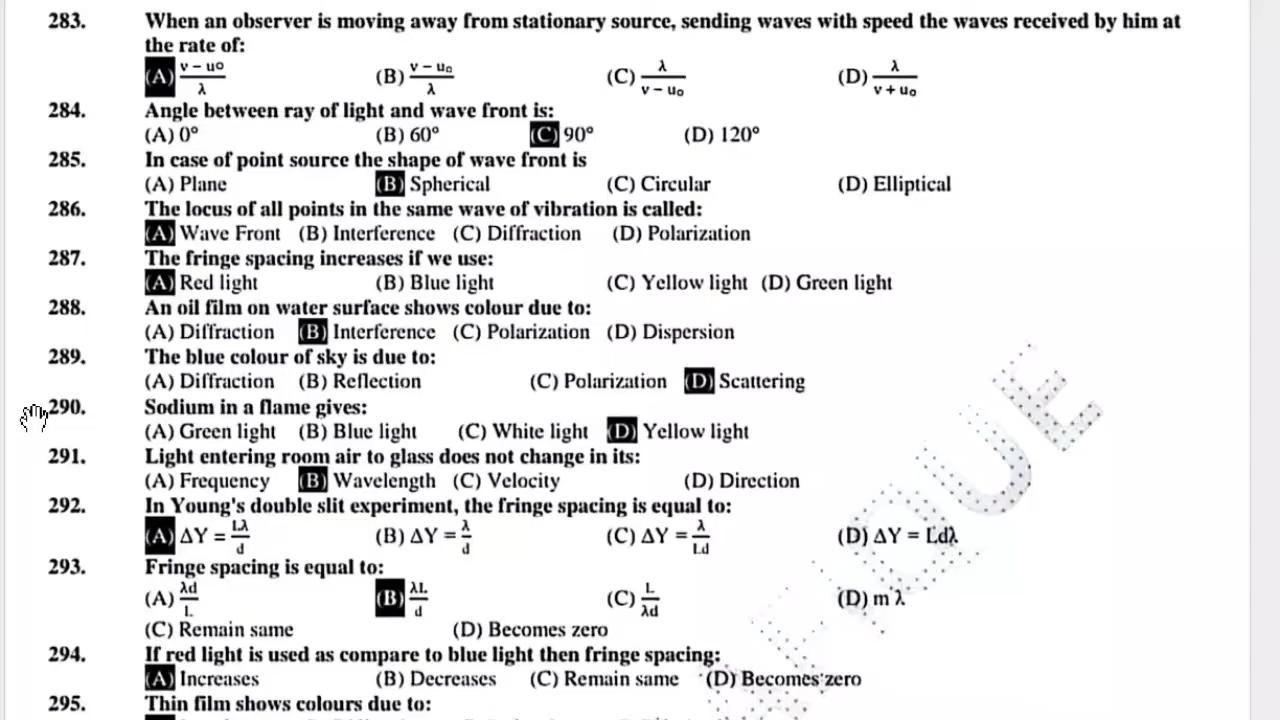 283. When an observer is moving away from stationary source, sending waves with speed the waves received by him at
the rate of:
(A) v − uo / λ (B) v − uo / λ (C) λ / v − uo (D) λ / v + uo
284. Angle between ray of light and wave front is:
(A) 0° (B) 60° (C) 90° (D) 120°
285. In case of point source the shape of wave front is
(A) Plane (B) Spherical (C) Circular (D) Elliptical
286. The locus of all points in the same wave of vibration is called:
(A) Wave Front (B) Interference (C) Diffraction (D) Polarization
287. The fringe spacing increases if we use:
(A) Red light (B) Blue light (C) Yellow light (D) Green light
288. An oil film on water surface shows colour due to:
(A) Diffraction (B) Interference (C) Polarization (D) Dispersion
289. The blue colour of sky is due to:
(A) Diffraction (B) Reflection (C) Polarization (D) Scattering
290. Sodium in a flame gives:
(A) Green light (B) Blue light (C) White light (D) Yellow light
291. Light entering room air to glass does not change in its:
(A) Frequency (B) Wavelength (C) Velocity (D) Direction
292. In Young's double slit experiment, the fringe spacing is equal to:
(A) ΔY = Lλ / d (B) ΔY = λ / d (C) ΔY = λ / Ld (D) ΔY = Ldλ
293. Fringe spacing is equal to:
(A) λd / L (B) λL / d (C) L / λd (D) m λ
(C) Remain same (D) Becomes zero
294. If red light is used as compare to blue light then fringe spacing:
(A) Increases (B) Decreases (C) Remain same (D) Becomes zero
295. Thin film shows colours due to: